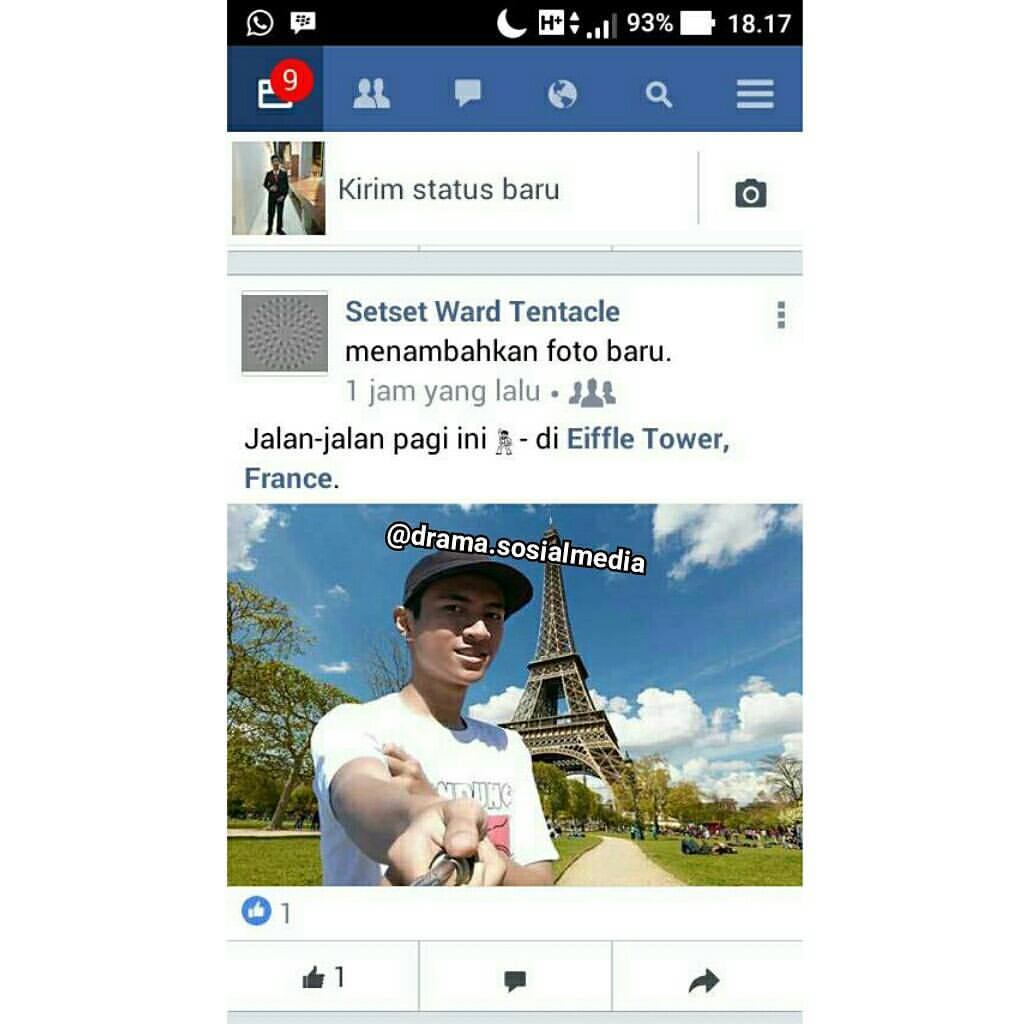 H+ 93% 18.17
9
Kirim status baru
Setset Ward Tentacle
menambahkan foto baru.
1 jam yang lalu •
Jalan-jalan pagi ini - di Eiffle Tower,
France.
@drama.sosialmedia
1
1